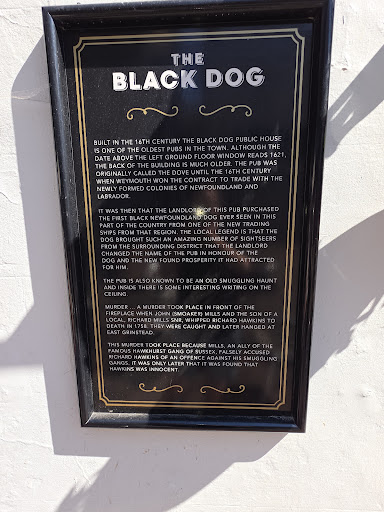 THE
BLACK DOG
BUILT IN THE 16TH CENTURY THE BLACK DOG PUBLIC HOUSE
IS ONE OF THE OLDEST PUBS IN THE TOWN. ALTHOUGH THE
DATE ABOVE THE LEFT GROUND FLOOR WINDOW READS 1621,
THE BACK OF THE BUILDING IS MUCH OLDER. THE PUB WAS
ORIGINALLY CALLED THE DOVE UNTIL THE 16TH CENTURY
WHEN WEYMOUTH WON THE CONTRACT TO TRADE WITH THE
NEWLY FORMED COLONIES OF NEWFOUNDLAND AND
LABRADOR.
IT WAS THEN THAT THE LANDLORD OF THIS PUB PURCHASED
THE FIRST BLACK NEWFOUNDLAND DOG EVER SEEN IN THIS
PART OF THE COUNTRY FROM ONE OF THE NEW TRADING
SHIPS FROM THAT REGION. THE LOCAL LEGEND IS THAT THE
DOG BROUGHT SUCH AN AMAZING NUMBER OF SIGHTSEERS
FROM THE SURROUNDING DISTRICT THAT THE LANDLORD
CHANGED THE NAME OF THE PUB IN HONOUR OF THE
DOG AND THE NEW FOUND PROSPERITY IT HAD ATTRACTED
FOR HIM.
THE PUB IS ALSO KNOWN TO BE AN OLD SMUGGLING HAUNT
AND INSIDE THERE IS SOME INTERESTING WRITING ON THE
CEILING
MURDER ... A MURDER TOOK PLACE IN FRONT OF THE
FIREPLACE WHEN JOHN (SMOAKER) MILLS AND THE SON OF A
LOCAL, RICHARD MILLS SNR, WHIPPED RICHARD HAWKINS TO
DEATH IN 1758. THEY WERE CAUGHT AND LATER HANGED AT
EAST GRINSTEAD.
THIS MURDER TOOK PLACE BECAUSE MILLS, AN ALLY OF THE
FAMOUS HAWKHURST GANG OF SUSSEX, FALSELY ACCUSED
RICHARD HAWKINS OF AN OFFENCE AGAINST HIS SMUGGLING
GANGS. IT WAS ONLY LATER THAT IT WAS FOUND THAT
HAWKINS WAS INNOCENT.